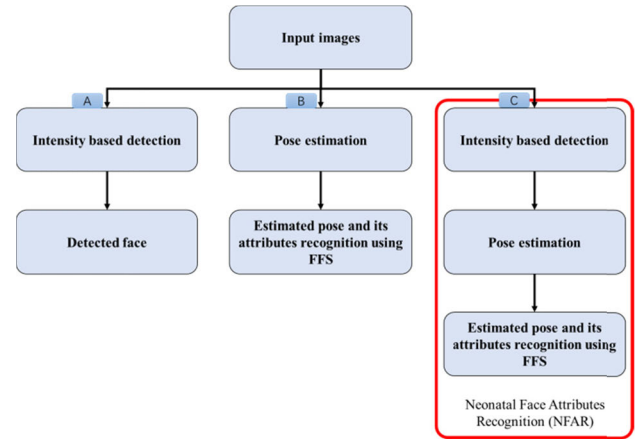 Input images
A
B
C
Intensity based detection
Pose estimation
Intensity based detection
Detected face
Estimated pose and its
attributes recognition using
FFS
Pose estimation
Estimated pose and its
attributes recognition using
FFS
Neonatal Face Attributes
Recognition (NFAR)